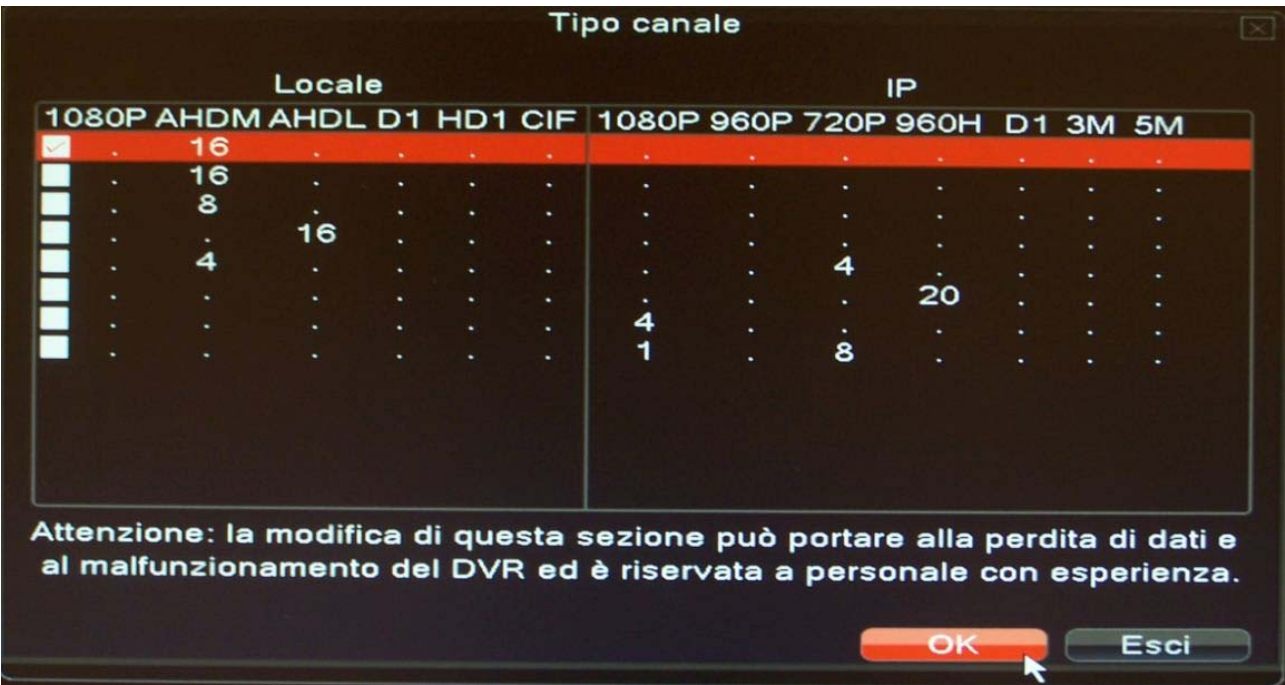 Tipo canale
Locale IP
1080P AHDM AHDL D1 HD1 CIF 1080P 960P 720P 960H D1 3M 5M
. 16 . . . . . . . . . . .
. 16 . . . . . . . . . . .
. 8 . . . . . . . . . . .
. . 16 . . . . . . . . . .
. 4 . . . . . . 4 . . . .
. . . . . . . . . 20 . . .
. . . . . . 4 . . . . . .
. . . . . . 1 . 8 . . . .
Attenzione: la modifica di questa sezione può portare alla perdita di dati e
al malfunzionamento del DVR ed è riservata a personale con esperienza.
OK Esci